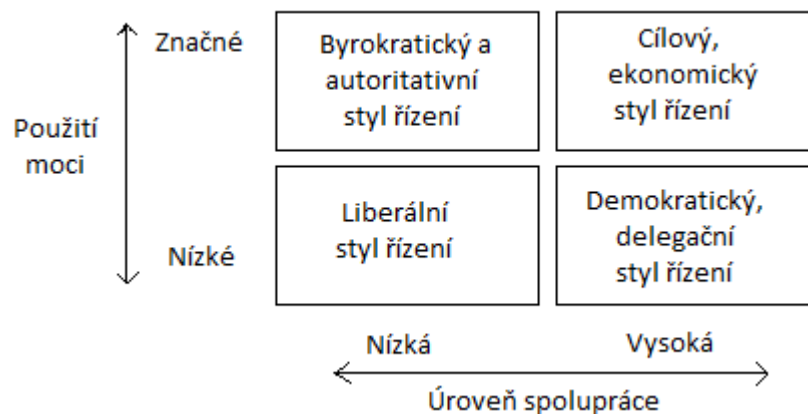 Značné
Byrokratický a
autoritativní
styl řízení
Cílový,
ekonomický
styl řízení
Použití
moci
Nízké
Liberální
styl řízení
Demokratický,
delegační
styl řízení
Nízká
Vysoká
Úroveň spolupráce